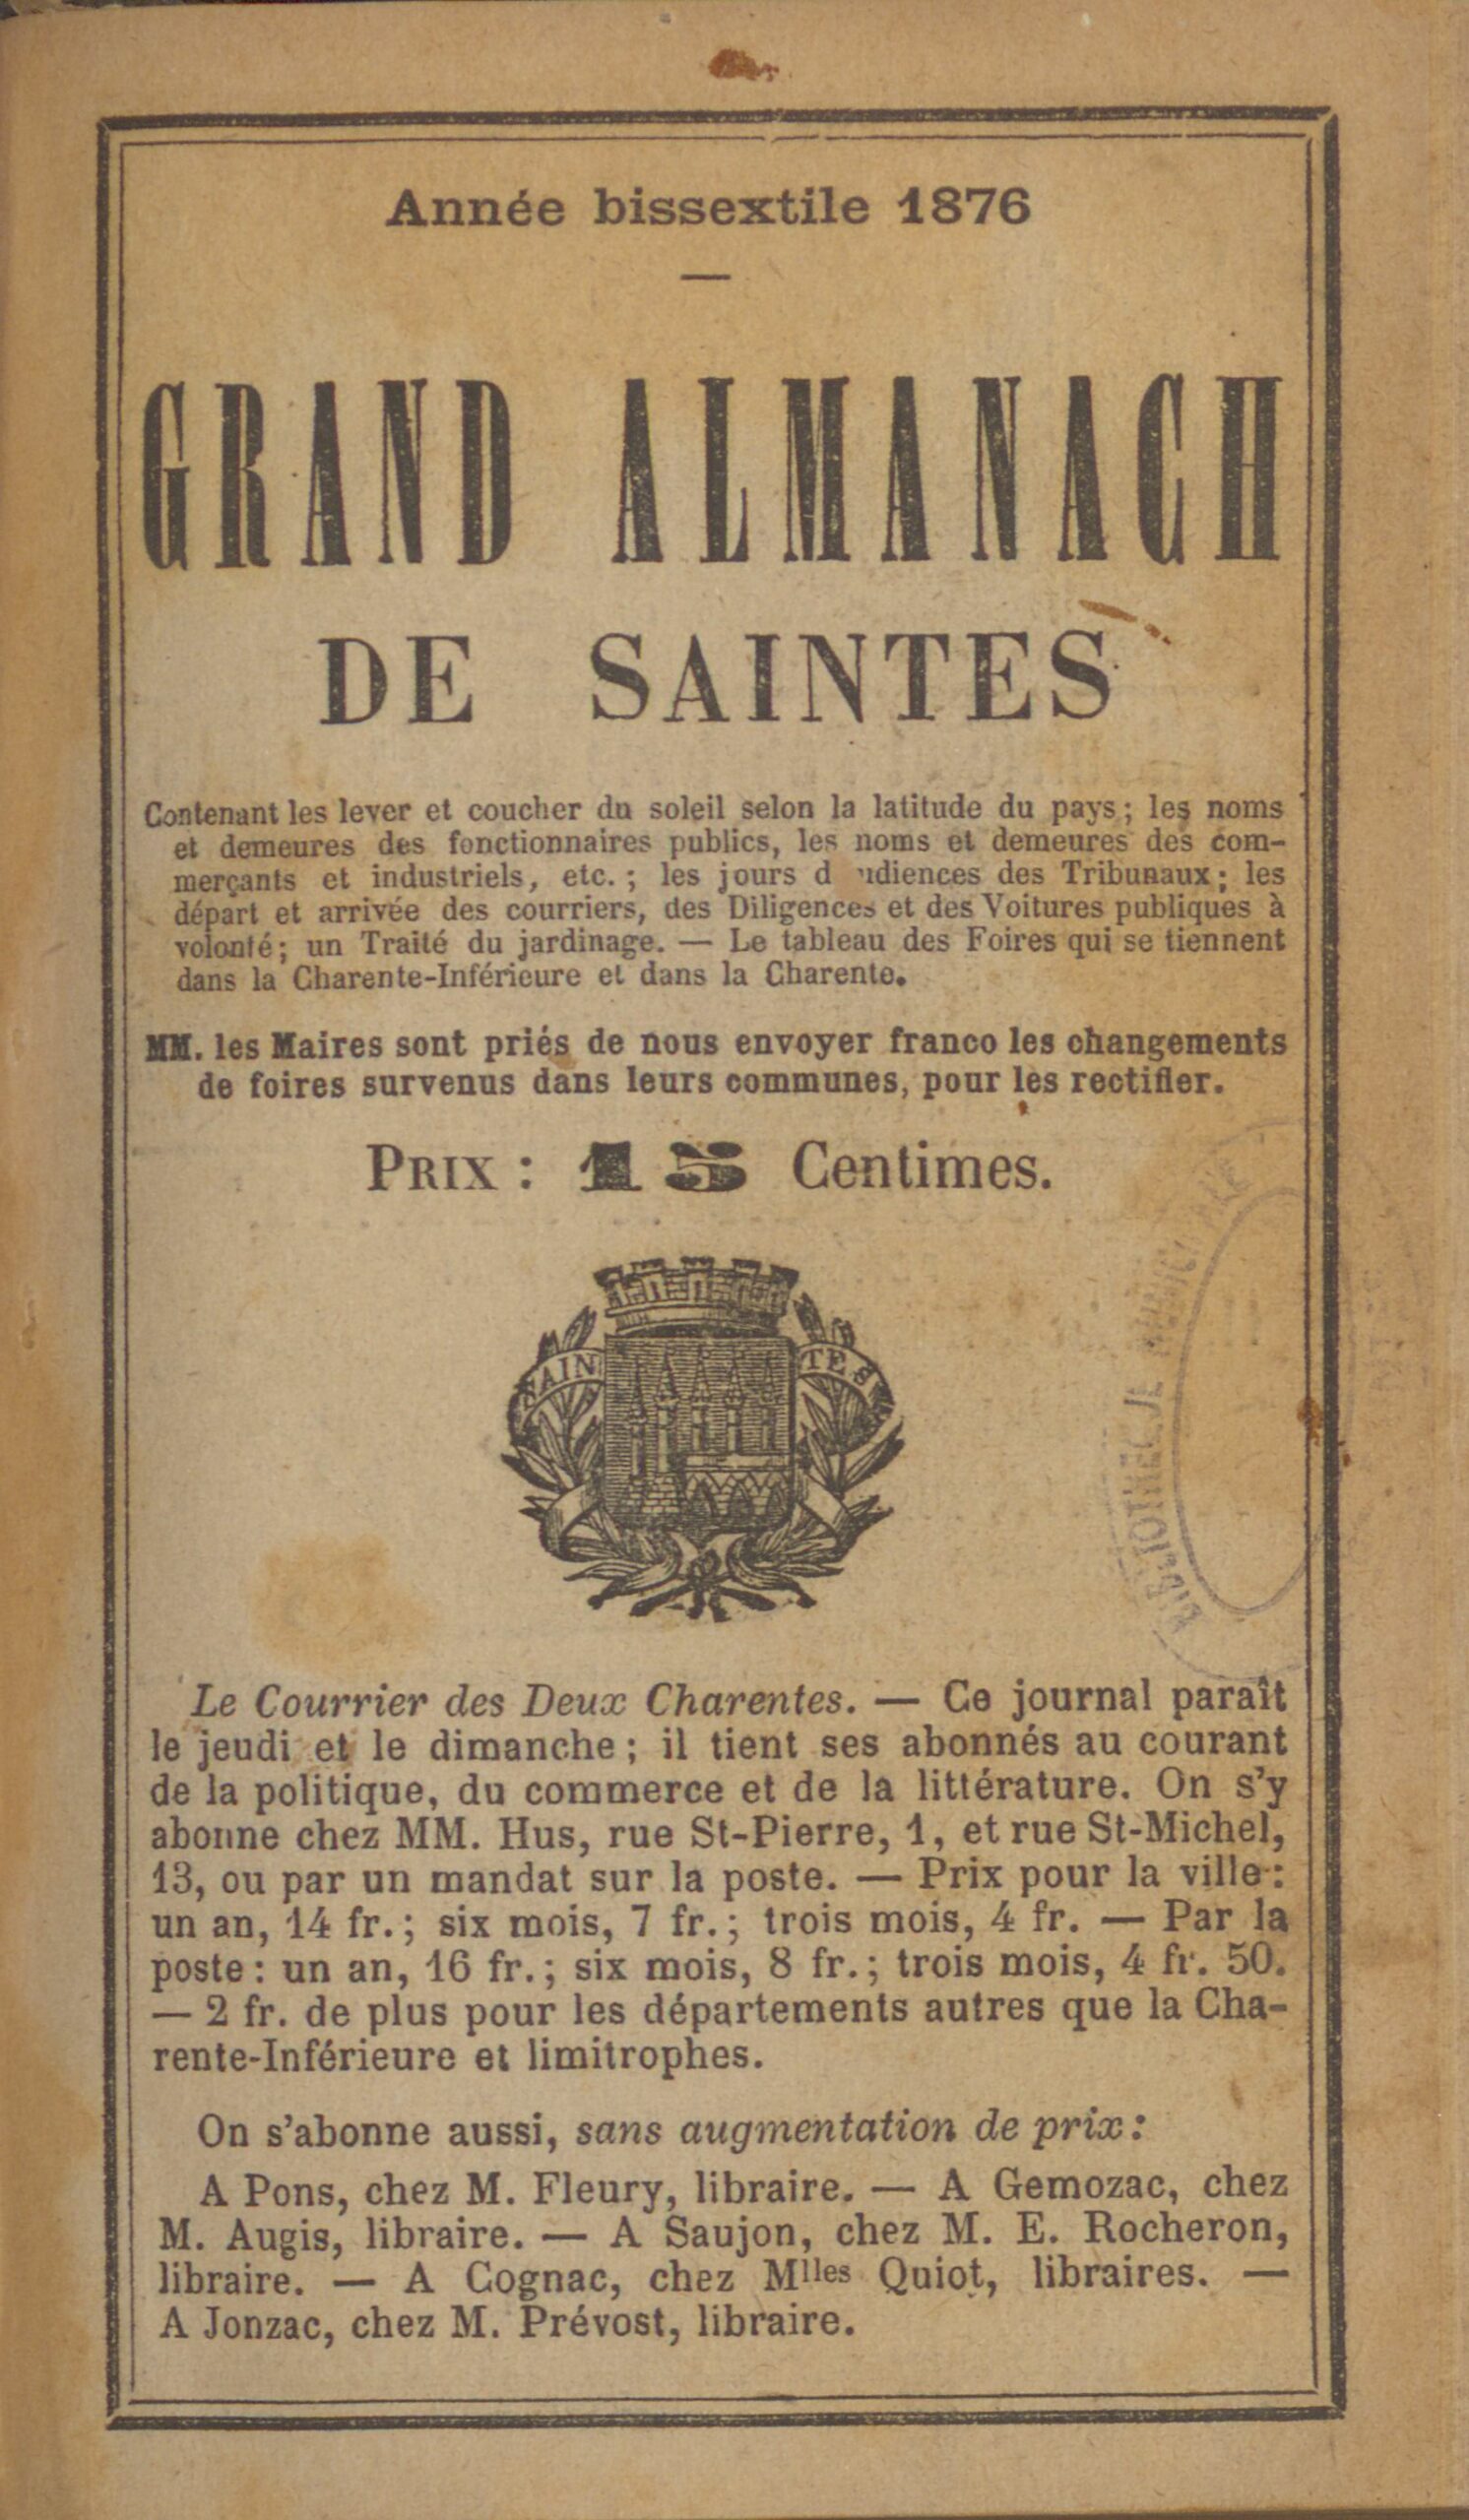 Année bissextile 1876
—
GRAND ALMANACH
DE SAINTES
Contenant les lever et coucher du soleil selon la latitude du pays; les noms
et demeures des fonctionnaires publics, les noms et demeures des com-
merçants et industriels, etc. ; les jours d udiences des Tribunaux; les
départ et arrivée des courriers, des Diligences et des Voitures publiques à
volonté; un Traité du jardinage. — Le tableau des Foires qui se tiennent
dans la Charente-Inférieure et dans la Charente.
MM. les Maires sont priés de nous envoyer franco les changements
de foires survenus dans leurs communes, pour les rectifier.
PRIX : 15 Centimes.
SAIN TES
BIBLIOTHEQUE MUNICIPALE
Le Courrier des Deux Charentes. — Ce journal paraît
le jeudi et le dimanche; il tient ses abonnés au courant
de la politique, du commerce et de la littérature. On s'y
abonne chez MM. Hus, rue St-Pierre, 1, et rue St-Michel,
13, ou par un mandat sur la poste. — Prix pour la ville :
un an, 14 fr.; six mois, 7 fr.; trois mois, 4 fr. — Par la
poste : un an, 16 fr.; six mois, 8 fr.; trois mois, 4 fr. 50.
— 2 fr. de plus pour les départements autres que la Cha-
rente-Inférieure et limitrophes.
On s'abonne aussi, sans augmentation de prix :
A Pons, chez M. Fleury, libraire. — A Gemozac, chez
M. Augis, libraire. — A Saujon, chez M. E. Rocheron,
libraire. — A Cognac, chez Mlles Quiot, libraires. —
A Jonzac, chez M. Prévost, libraire.